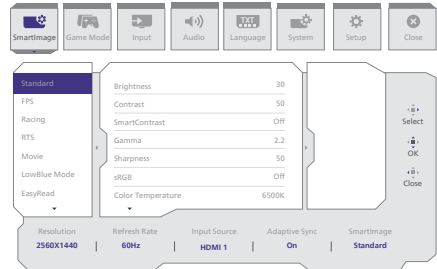 SmartImage
Game Mode
Input
Audio
TXT
Language
System
Setup
Close
Standard
FPS
Racing
RTS
Movie
LowBlue Mode
EasyRead
Brightness 30
Contrast 50
SmartContrast Off
Gamma 2.2
Sharpness 50
sRGB Off
Color Temperature 6500K
Select
OK
Close
Resolution Refresh Rate Input Source Adaptive Sync SmartImage
2560X1440 | 60Hz | HDMI 1 | On | Standard